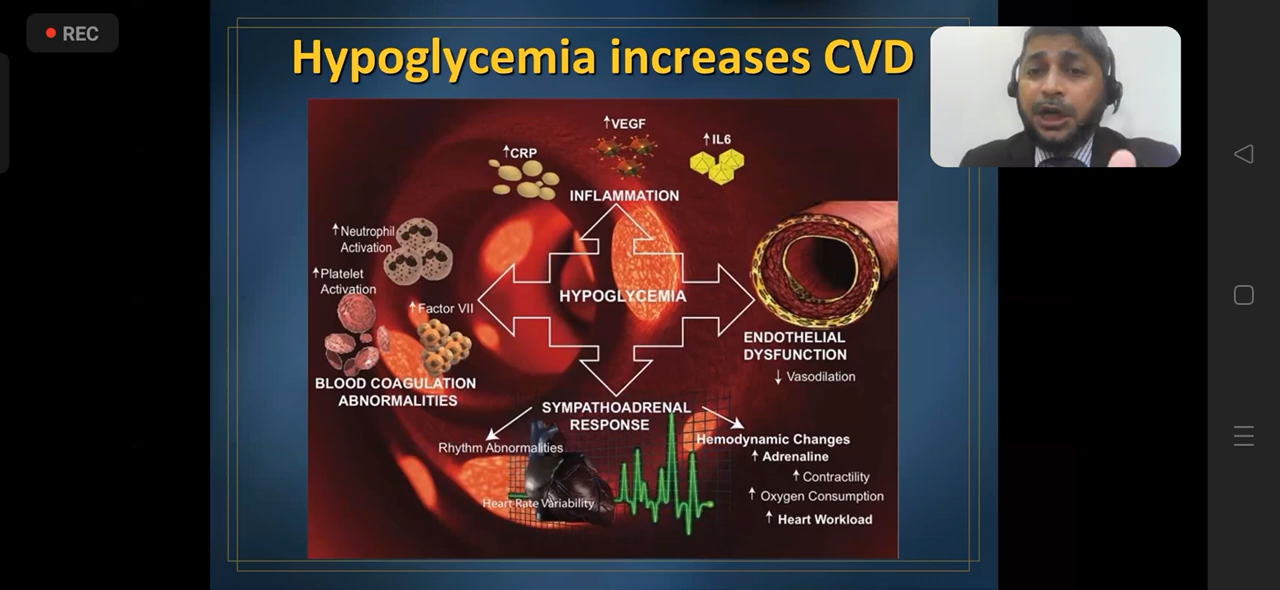 REC
Hypoglycemia increases CVD
↑VEGF
↑CRP
↑IL6
INFLAMMATION
↑Neutrophil
Activation
↑Platelet
Activation
↑Factor VII
BLOOD COAGULATION
ABNORMALITIES
HYPOGLYCEMIA
ENDOTHELIAL
DYSFUNCTION
↓ Vasodilation
SYMPATHOADRENAL
RESPONSE
Rhythm Abnormalities
Heart Rate Variability
Hemodynamic Changes
↑ Adrenaline
↑ Contractility
↑ Oxygen Consumption
↑ Heart Workload